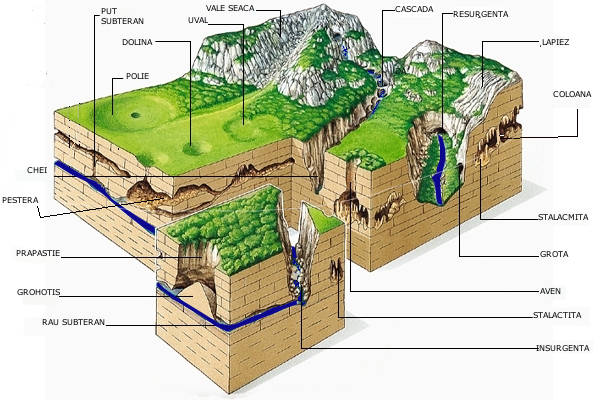 VALE SEACA
CASCADA
PUT
SUBTERAN
UVAL
RESURGENTA
DOLINA
LAPIEZ
POLIE
COLOANA
CHEI
PESTERA
STALACMITA
PRAPASTIE
GROTA
GROHOTIS
AVEN
STALACTITA
RAU SUBTERAN
INSURGENTA